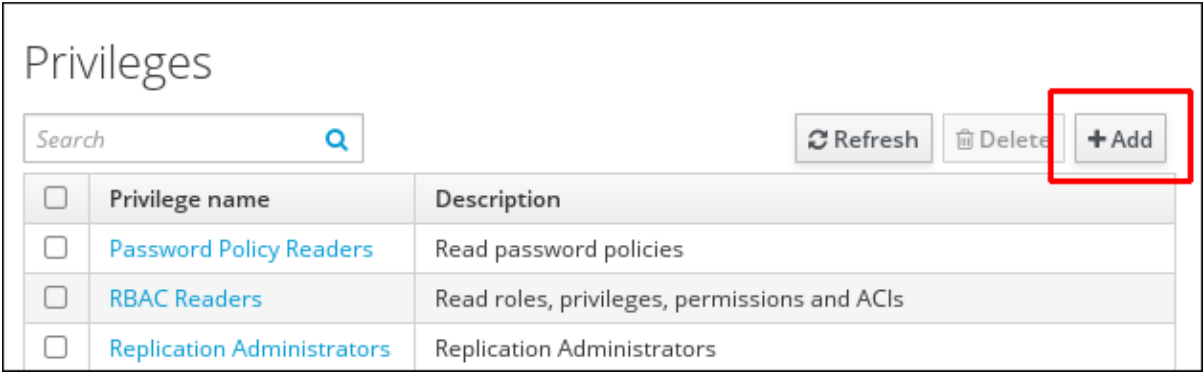 Privileges
Search Refresh Delete Add
Privilege name Description
Password Policy Readers Read password policies
RBAC Readers Read roles, privileges, permissions and ACIs
Replication Administrators Replication Administrators